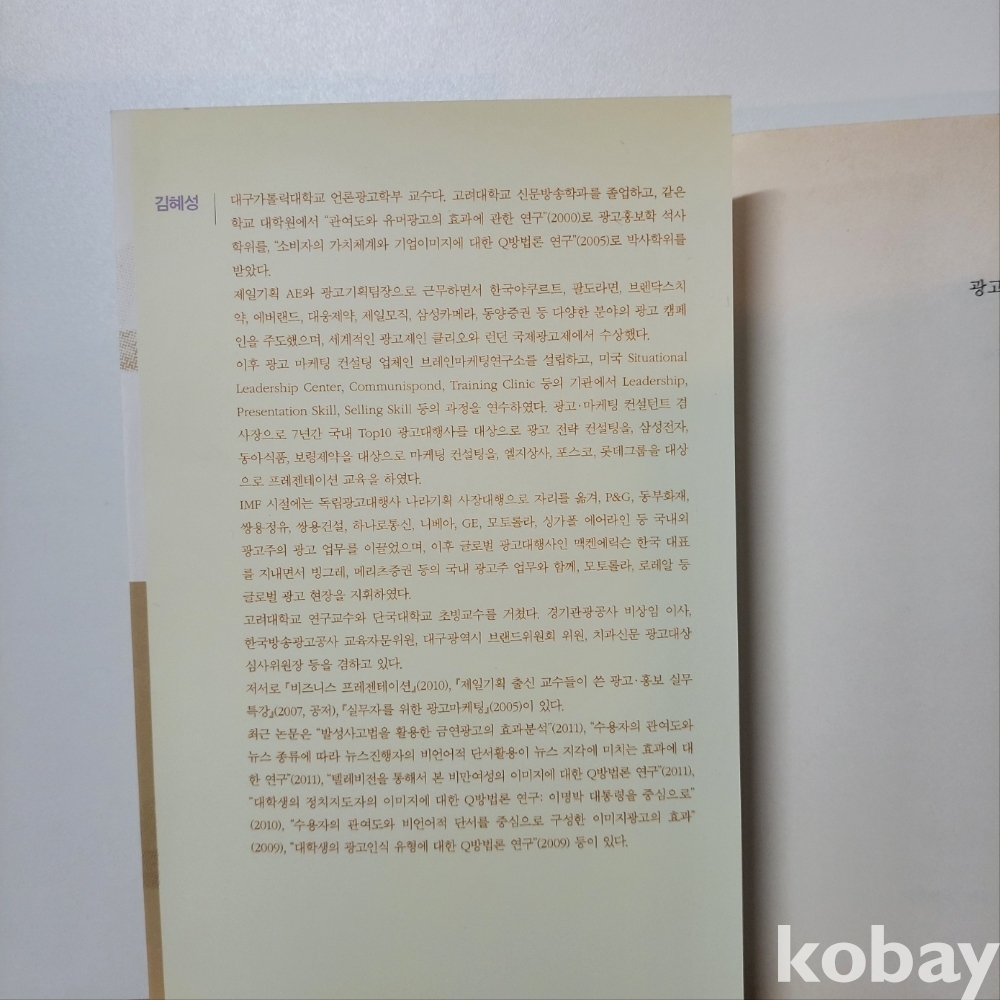 김혜성
대구가톨릭대학교 언론광고학부 교수다. 고려대학교 신문방송학과를 졸업하고, 같은
학교 대학원에서 "관여도와 유머광고의 효과에 관한 연구"(2000)로 광고홍보학 석사
학위를, "소비자의 가치체계와 기업이미지에 대한 Q방법론 연구"(2005)로 박사학위를
받았다.
제일기획 AE와 광고기획팀장으로 근무하면서 한국야쿠르트, 팔도라면, 브렌닥스치
약, 에버랜드, 대웅제약, 제일모직, 삼성카메라, 동양증권 등 다양한 분야의 광고 캠페
인을 주도했으며, 세계적인 광고제인 클리오와 런던 국제광고제에서 수상했다.
이후 광고 마케팅 컨설팅 업체인 브레인마케팅연구소를 설립하고, 미국 Situational
Leadership Center, Communispond, Training Clinic 등의 기관에서 Leadership,
Presentation Skill, Selling Skill 등의 과정을 연수하였다. 광고·마케팅 컨설턴트 겸
사장으로 7년간 국내 Top10 광고대행사를 대상으로 광고 전략 컨설팅을, 삼성전자,
동아식품, 보령제약을 대상으로 마케팅 컨설팅을, 엘지상사, 포스코, 롯데그룹을 대상
으로 프레젠테이션 교육을 하였다.
IMF 시절에는 독립광고대행사 나라기획 사장대행으로 자리를 옮겨, P&G, 동부화재,
쌍용정유, 쌍용건설, 하나로통신, 니베아, GE, 모토롤라, 싱가폴 에어라인 등 국내외
광고주의 광고 업무를 이끌었으며, 이후 글로벌 광고대행사인 맥켄에릭슨 한국 대표
를 지내면서 빙그레, 메리츠증권 등의 국내 광고주 업무와 함께, 모토롤라, 로레알 등
글로벌 광고 현장을 지휘하였다.
고려대학교 연구교수와 단국대학교 초빙교수를 거쳤다. 경기관광공사 비상임 이사,
한국방송광고공사 교육자문위원, 대구광역시 브랜드위원회 위원, 치과신문 광고대상
심사위원장 등을 겸하고 있다.
저서로 『비즈니스 프레젠테이션』(2010), 『제일기획 출신 교수들이 쓴 광고·홍보 실무
특강』(2007, 공저), 『실무자를 위한 광고마케팅』(2005)이 있다.
최근 논문은 "발성사고법을 활용한 금연광고의 효과분석"(2011), "수용자의 관여도와
뉴스 종류에 따라 뉴스진행자의 비언어적 단서활용이 뉴스 지각에 미치는 효과에 대
한 연구"(2011), "텔레비전을 통해서 본 비만여성의 이미지에 대한 Q방법론 연구"(2011),
"대학생의 정치지도자의 이미지에 대한 Q방법론 연구: 이명박 대통령을 중심으로"
(2010), "수용자의 관여도와 비언어적 단서를 중심으로 구성한 이미지광고의 효과"
(2009), "대학생의 광고인식 유형에 대한 Q방법론 연구"(2009) 등이 있다.
광고
kobay